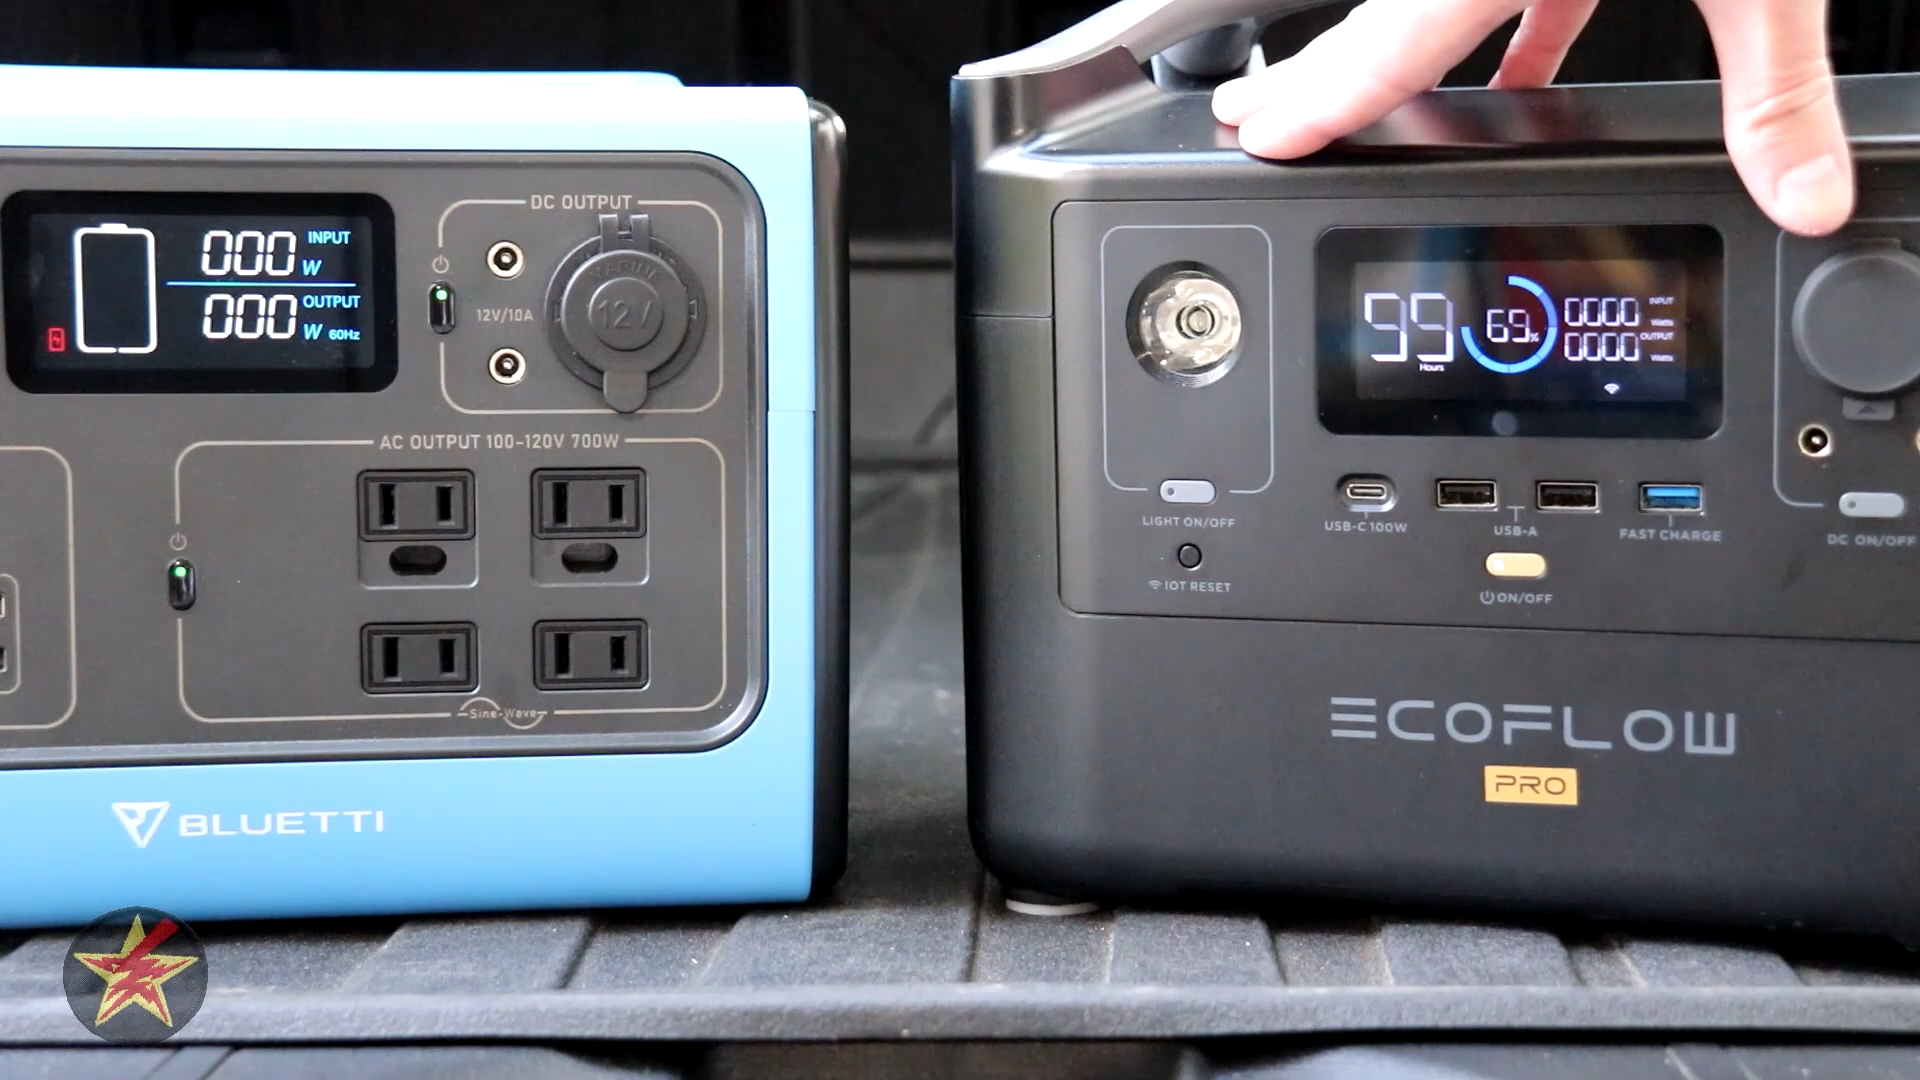 DC OUTPUT
000 INPUT
W
000 OUTPUT
W 60Hz
12V/10A
MARINE
12V
AC OUTPUT 100-120V 700W
Sine-Wave
BLUETTI
99
Hours
69%
0000 INPUT
Watts
0000 OUTPUT
Watts
LIGHT ON/OFF
IOT RESET
USB-C 100W
USB-A
FAST CHARGE
ON/OFF
DC ON/OFF
ECOFLOW
PRO